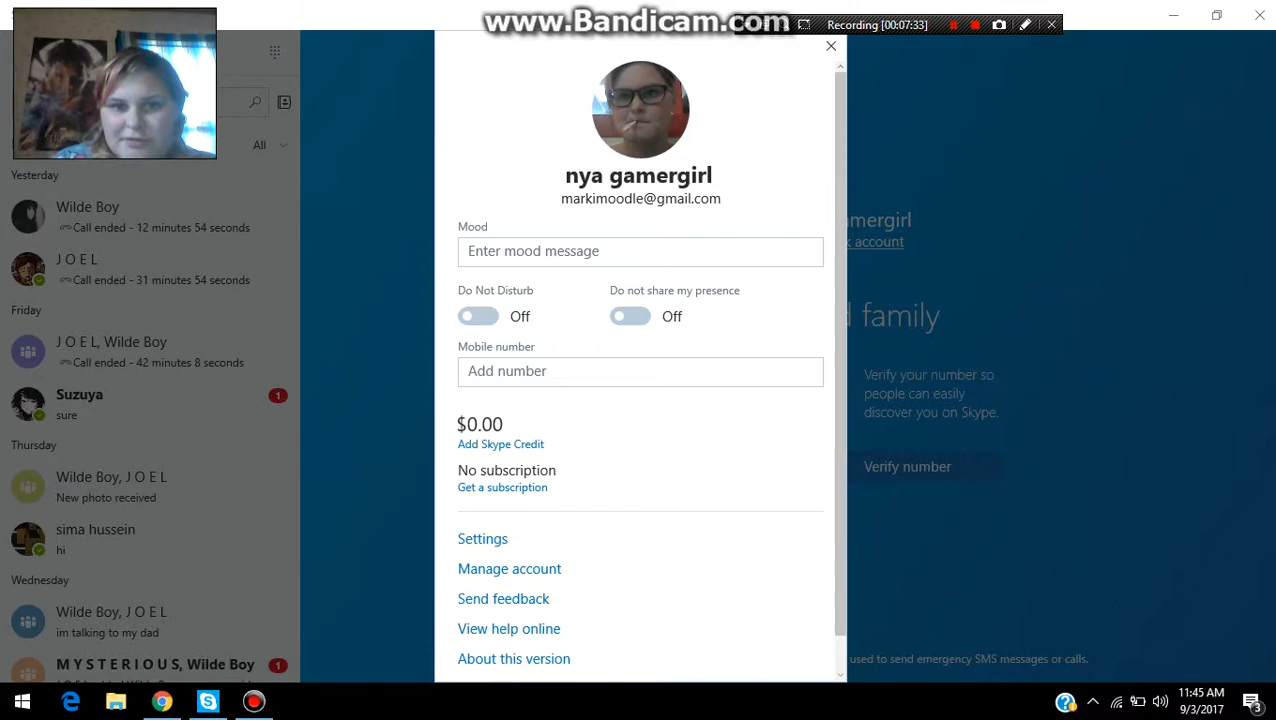 www.Bandicam.com
Recording [00:07:33]
All
Yesterday
Wilde Boy
Call ended - 12 minutes 54 seconds
J O E L
Call ended - 31 minutes 54 seconds
Friday
J O E L, Wilde Boy
Call ended - 42 minutes 8 seconds
Suzuya
1
sure
Thursday
Wilde Boy, J O E L
New photo received
sima hussein
hi
Wednesday
Wilde Boy, J O E L
im talking to my dad
M Y S T E R I O U S, Wilde Boy
1
nya gamergirl
markimoodle@gmail.com
Mood
Enter mood message
Do Not Disturb
Do not share my presence
Off
Off
Mobile number
Add number
$0.00
Add Skype Credit
No subscription
Get a subscription
Settings
Manage account
Send feedback
View help online
About this version
amergirl
k account
d family
Verify your number so
people can easily
discover you on Skype.
Verify number
used to send emergency SMS messages or calls.
11:45 AM
9/3/2017
3